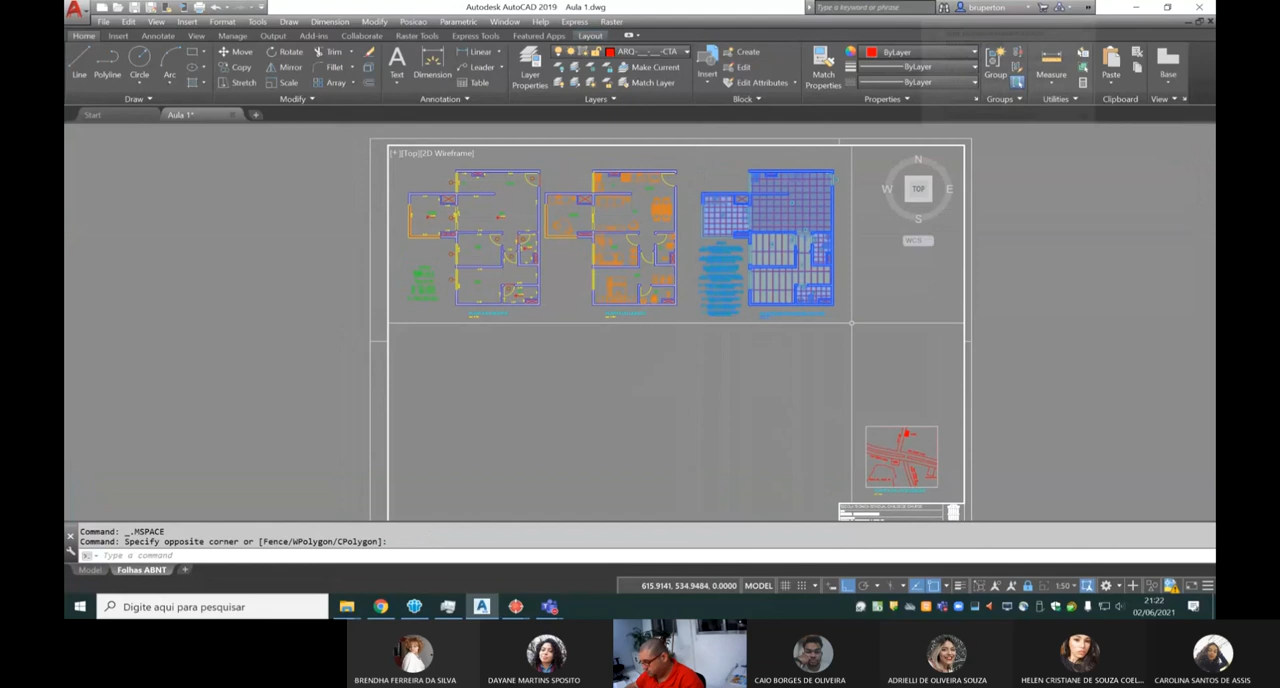 Autodesk AutoCAD 2019 Aula 1.dwg
Type a keyword or phrase
bruperton
File Edit View Insert Format Tools Draw Dimension Modify Posicao Parametric Window Help Express Raster
Home Insert Annotate View Manage Output Add-ins Collaborate Raster Tools Express Tools Featured Apps Layout
Line Polyline Circle Arc
Move Rotate Trim
Copy Mirror Fillet
Stretch Scale Array
Text Dimension
Linear
Leader
Table
Layer Properties
ARQ-__-__-CTA
Make Current
Match Layer
Insert
Create
Edit
Edit Attributes
Match Properties
ByLayer
ByLayer
ByLayer
Group
Measure
Paste
Base
Draw Modify Annotation Layers Block Properties Groups Utilities Clipboard View
Start Aula 1*
[+][Top][2D Wireframe]
N
W TOP E
S
WCS
Command: _.MSPACE
Command: Specify opposite corner or [Fence/WPolygon/CPolygon]:
Type a command
Model Folhas ABNT +
615.9141, 534.9484, 0.0000 MODEL 1:50
Digite aqui para pesquisar
21:22
02/06/2021
BRENDHA FERREIRA DA SILVA
DAYANE MARTINS SPOSITO
CAIO BORGES DE OLIVEIRA
ADRIELLI DE OLIVEIRA SOUZA
HELEN CRISTIANE DE SOUZA COEL...
CAROLINA SANTOS DE ASSIS